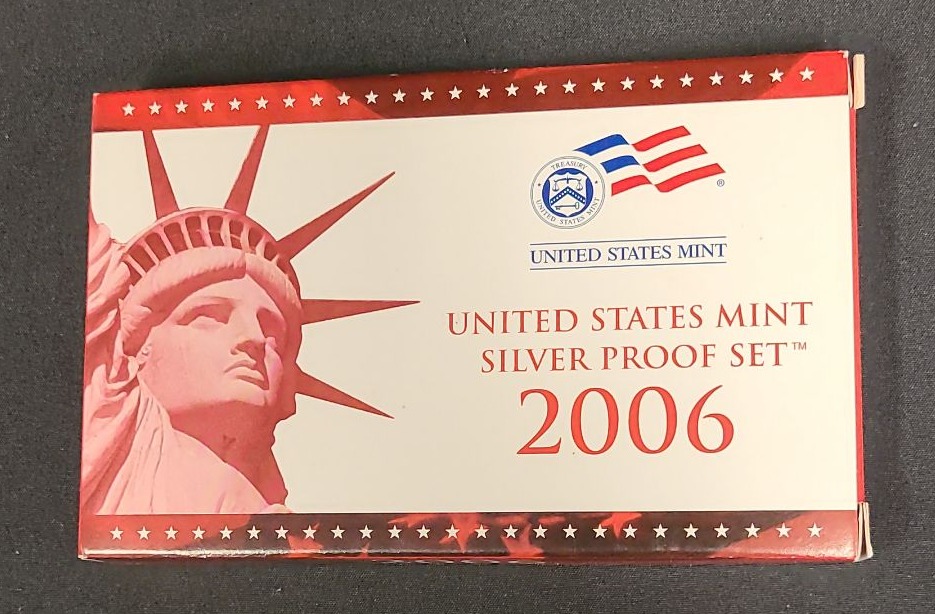 TREASURY
UNITED STATES MINT
®
UNITED STATES MINT
UNITED STATES MINT
SILVER PROOF SET™
2006